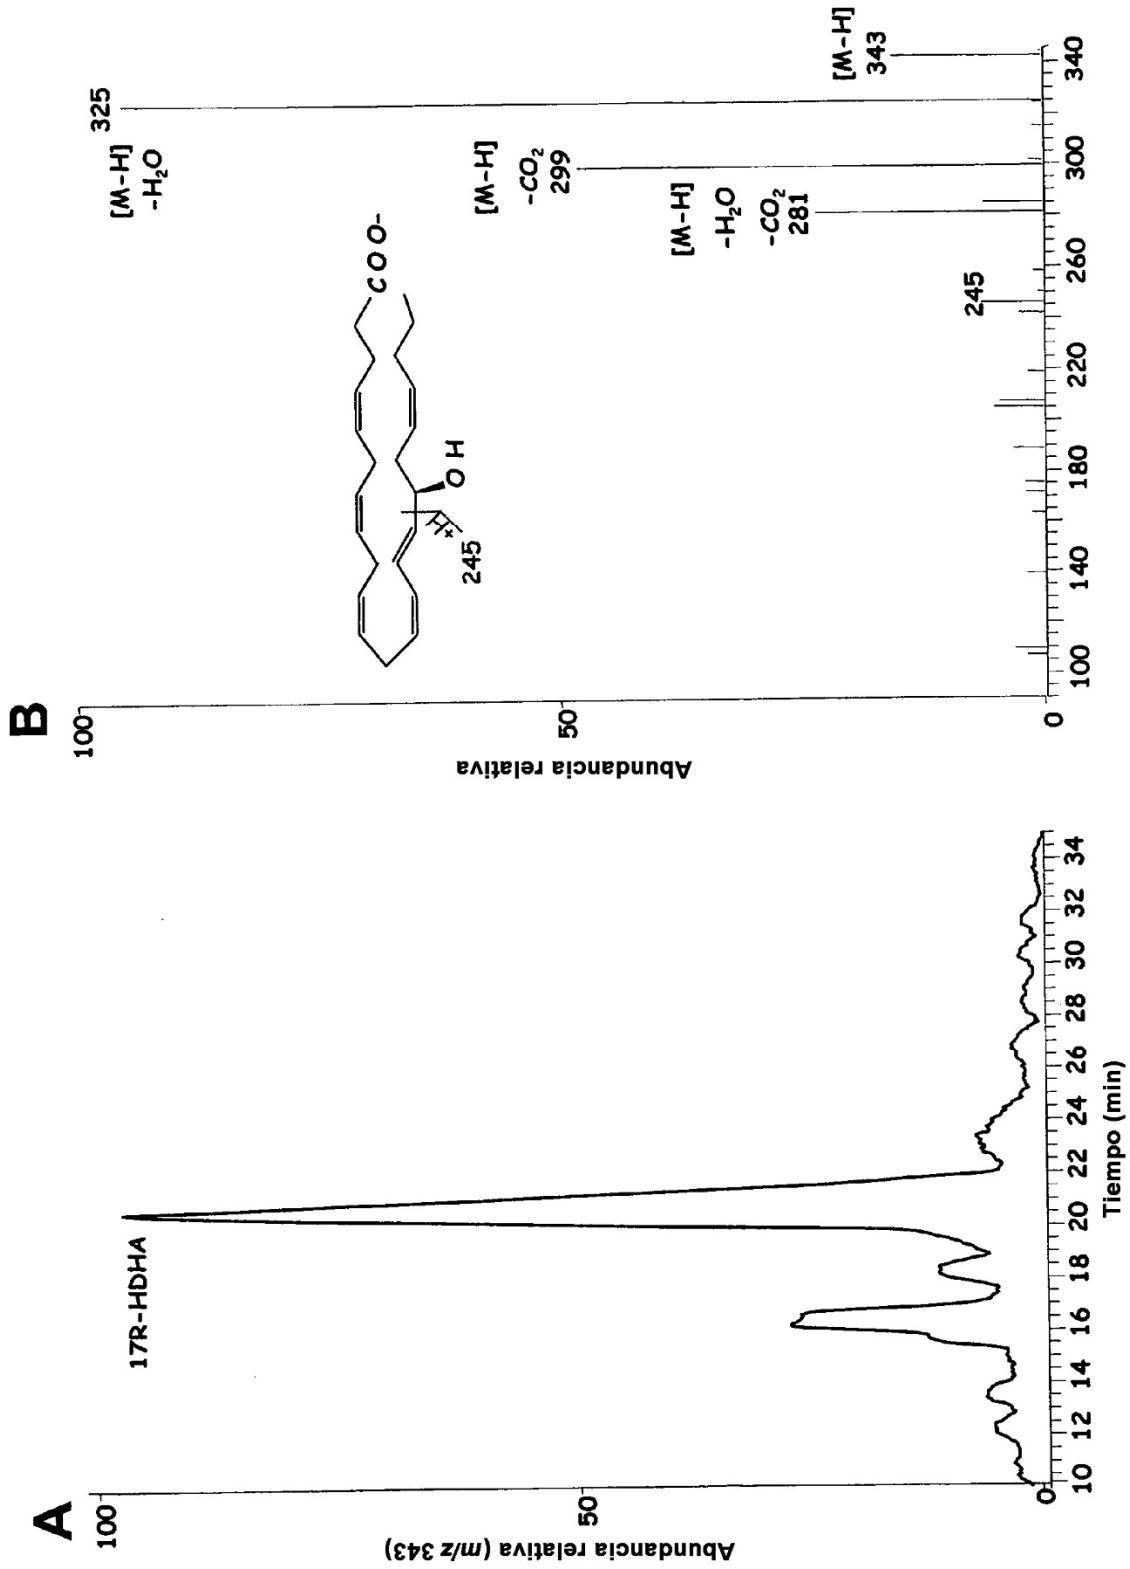 A
100
50
0
Abundancia relativa (m/z 343)
17R-HDHA
10 12 14 16 18 20 22 24 26 28 30 32 34
Tiempo (min)
B
100
50
0
Abundancia relativa
[M-H]
-H2O
325
[M-H]
-CO2
299
[M-H]
-H2O
-CO2
281
245
[M-H]
343
COO-
OH
H+
245
100 140 180 220 260 300 340